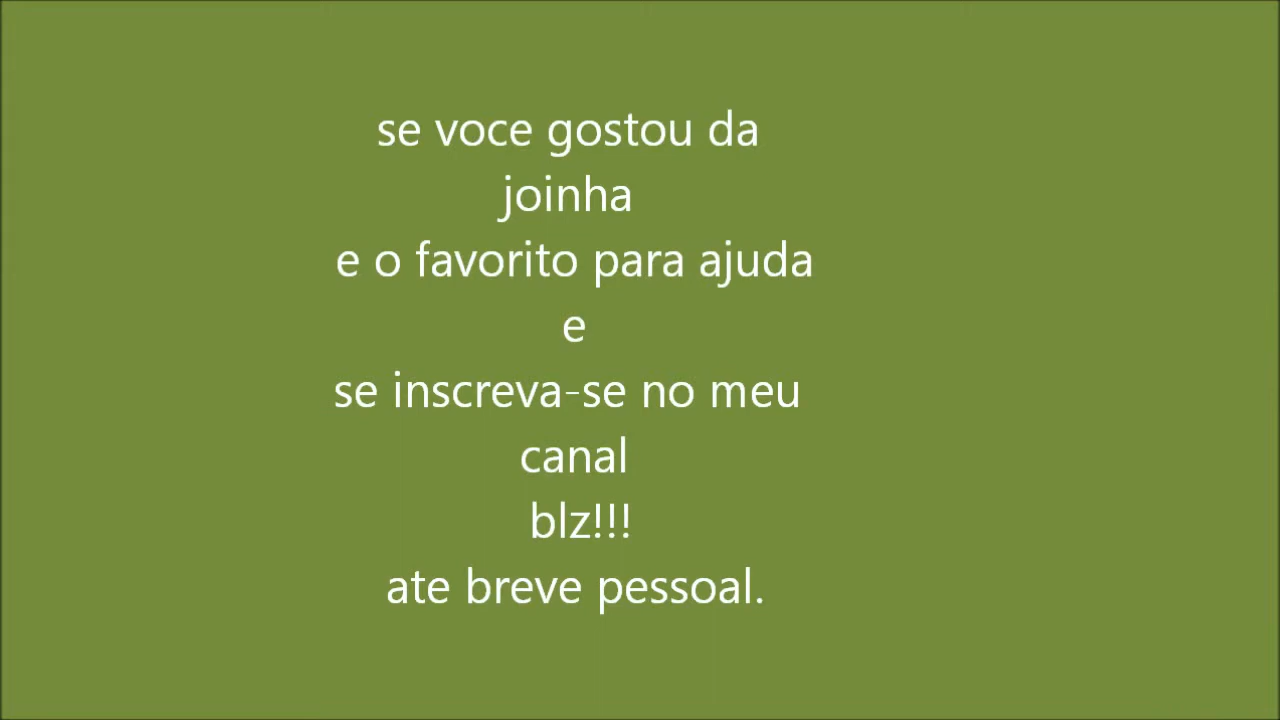 se voce gostou da
joinha
e o favorito para ajuda
e
se inscreva-se no meu
canal
blz!!!
ate breve pessoal.